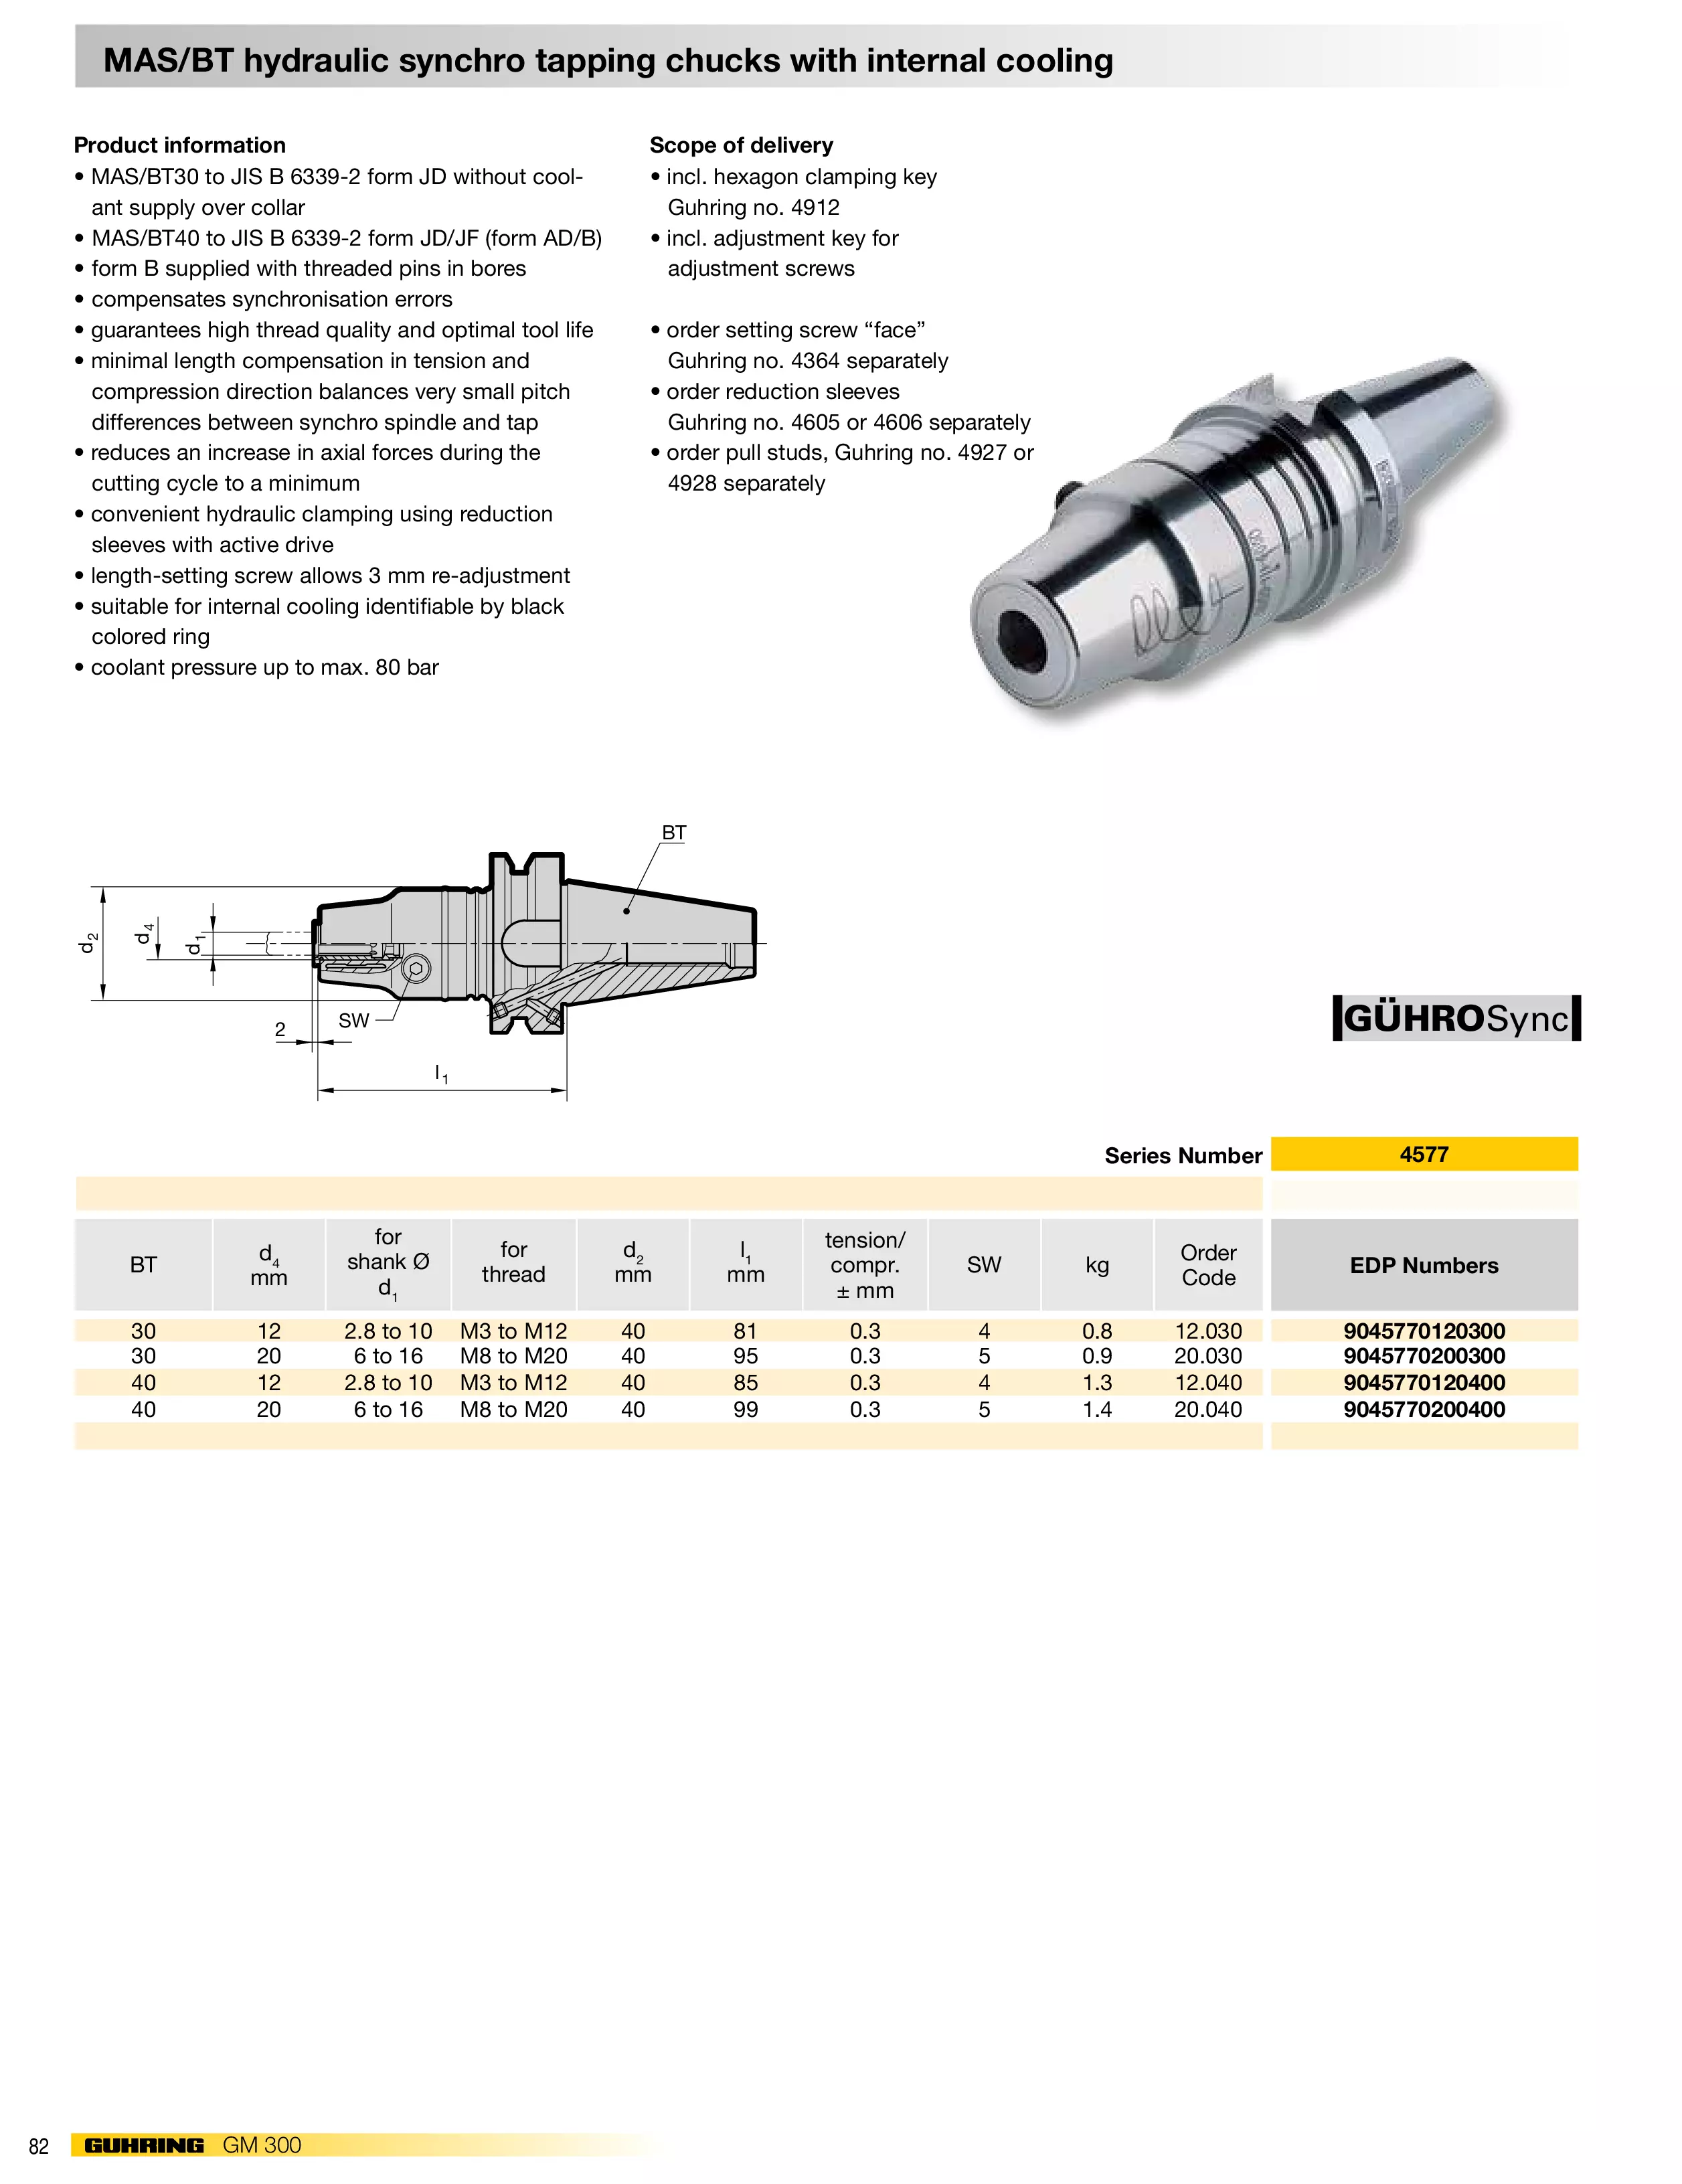 MAS/BT hydraulic synchro tapping chucks with internal cooling
Product information
• MAS/BT30 to JIS B 6339-2 form JD without cool-
ant supply over collar
• MAS/BT40 to JIS B 6339-2 form JD/JF (form AD/B)
• form B supplied with threaded pins in bores
• compensates synchronisation errors
• guarantees high thread quality and optimal tool life
• minimal length compensation in tension and
compression direction balances very small pitch
differences between synchro spindle and tap
• reduces an increase in axial forces during the
cutting cycle to a minimum
• convenient hydraulic clamping using reduction
sleeves with active drive
• length-setting screw allows 3 mm re-adjustment
• suitable for internal cooling identifiable by black
colored ring
• coolant pressure up to max. 80 bar
Scope of delivery
• incl. hexagon clamping key
Guhring no. 4912
• incl. adjustment key for
adjustment screws
• order setting screw “face”
Guhring no. 4364 separately
• order reduction sleeves
Guhring no. 4605 or 4606 separately
• order pull studs, Guhring no. 4927 or
4928 separately
BT
d2
d4
d1
2
SW
l1
GÜHROSync
Series Number 4577
BT d4 mm for shank Ø d1 for thread d2 mm l1 mm tension/ compr. ± mm SW kg Order Code EDP Numbers
30 12 2.8 to 10 M3 to M12 40 81 0.3 4 0.8 12.030 9045770120300
30 20 6 to 16 M8 to M20 40 95 0.3 5 0.9 20.030 9045770200300
40 12 2.8 to 10 M3 to M12 40 85 0.3 4 1.3 12.040 9045770120400
40 20 6 to 16 M8 to M20 40 99 0.3 5 1.4 20.040 9045770200400
82 GUHRING GM 300